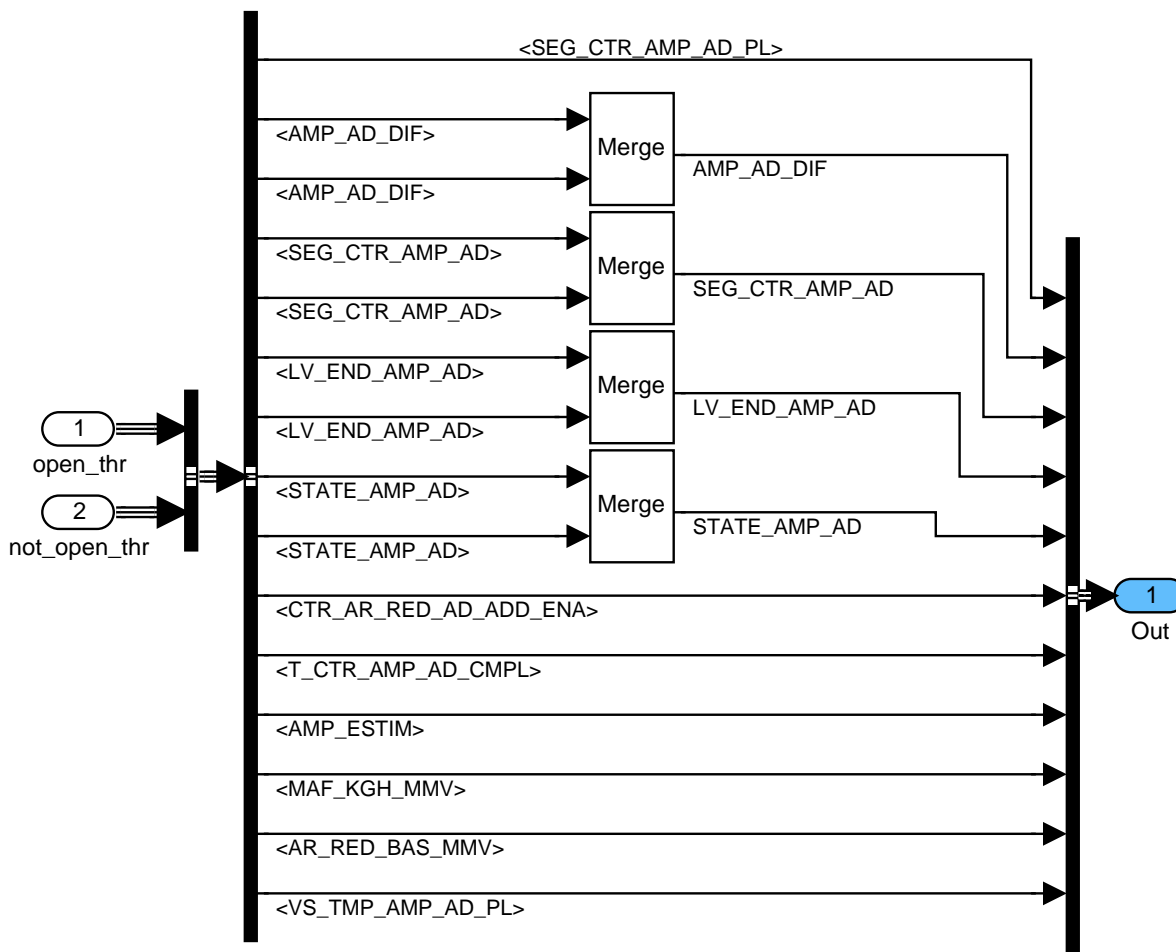 <SEG_CTR_AMP_AD_PL>
<AMP_AD_DIF>
Merge
AMP_AD_DIF
<AMP_AD_DIF>
<SEG_CTR_AMP_AD>
Merge
SEG_CTR_AMP_AD
<SEG_CTR_AMP_AD>
<LV_END_AMP_AD>
Merge
LV_END_AMP_AD
<LV_END_AMP_AD>
1
open_thr
<STATE_AMP_AD>
Merge
STATE_AMP_AD
<STATE_AMP_AD>
2
not_open_thr
<CTR_AR_RED_AD_ADD_ENA>
1
Out
<T_CTR_AMP_AD_CMPL>
<AMP_ESTIM>
<MAF_KGH_MMV>
<AR_RED_BAS_MMV>
<VS_TMP_AMP_AD_PL>